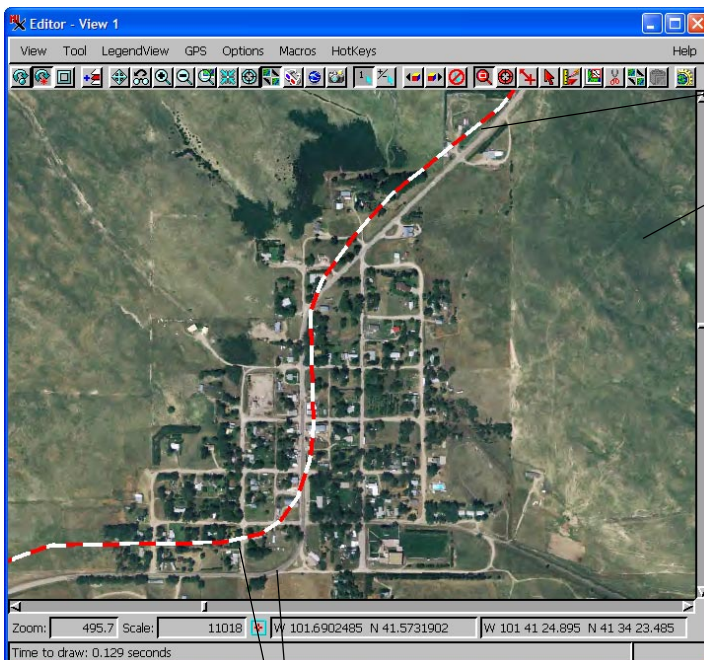 Editor - View 1
View Tool LegendView GPS Options Macros HotKeys Help
1
Zoom: 495.7 Scale: 11018 W 101.6902485 N 41.5731902 W 101 41 24.895 N 41 34 23.485
Time to draw: 0.129 seconds